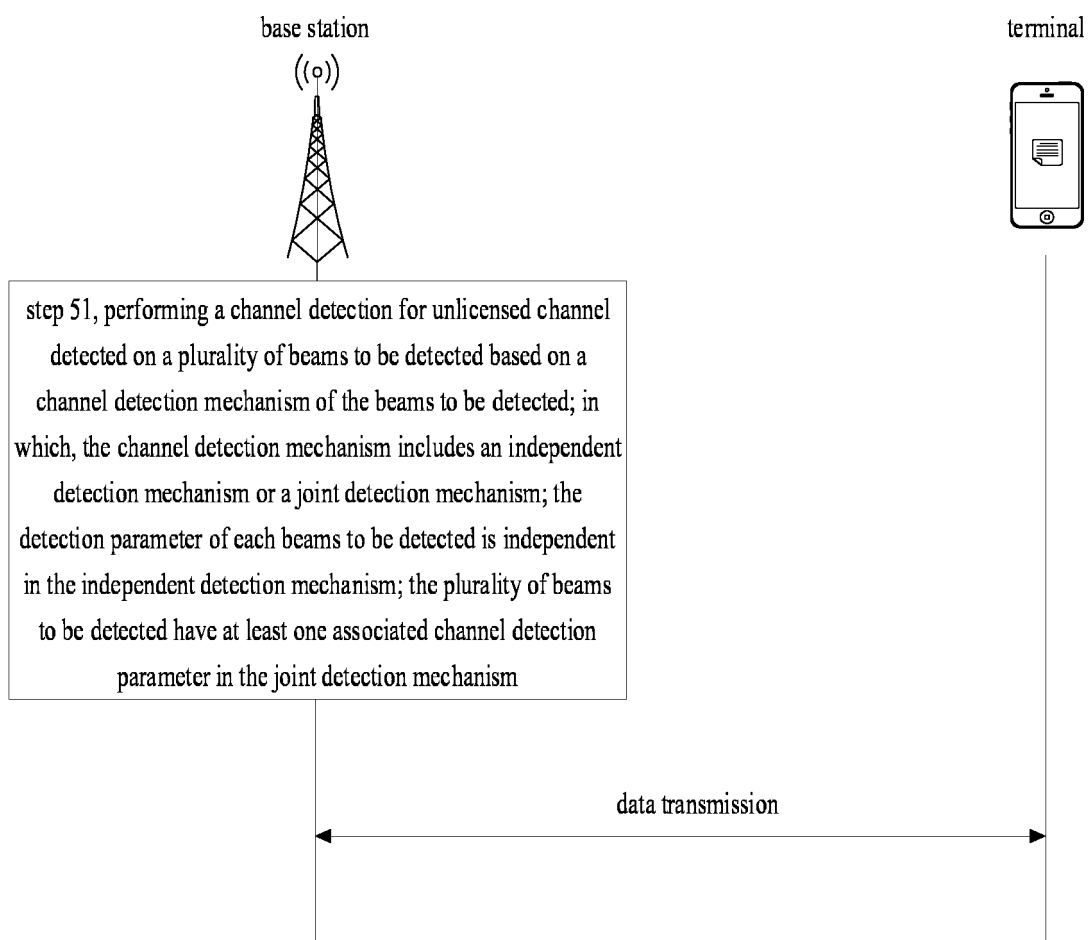 base station
terminal
step 51, performing a channel detection for unlicensed channel
detected on a plurality of beams to be detected based on a
channel detection mechanism of the beams to be detected; in
which, the channel detection mechanism includes an independent
detection mechanism or a joint detection mechanism; the
detection parameter of each beams to be detected is independent
in the independent detection mechanism; the plurality of beams
to be detected have at least one associated channel detection
parameter in the joint detection mechanism
data transmission